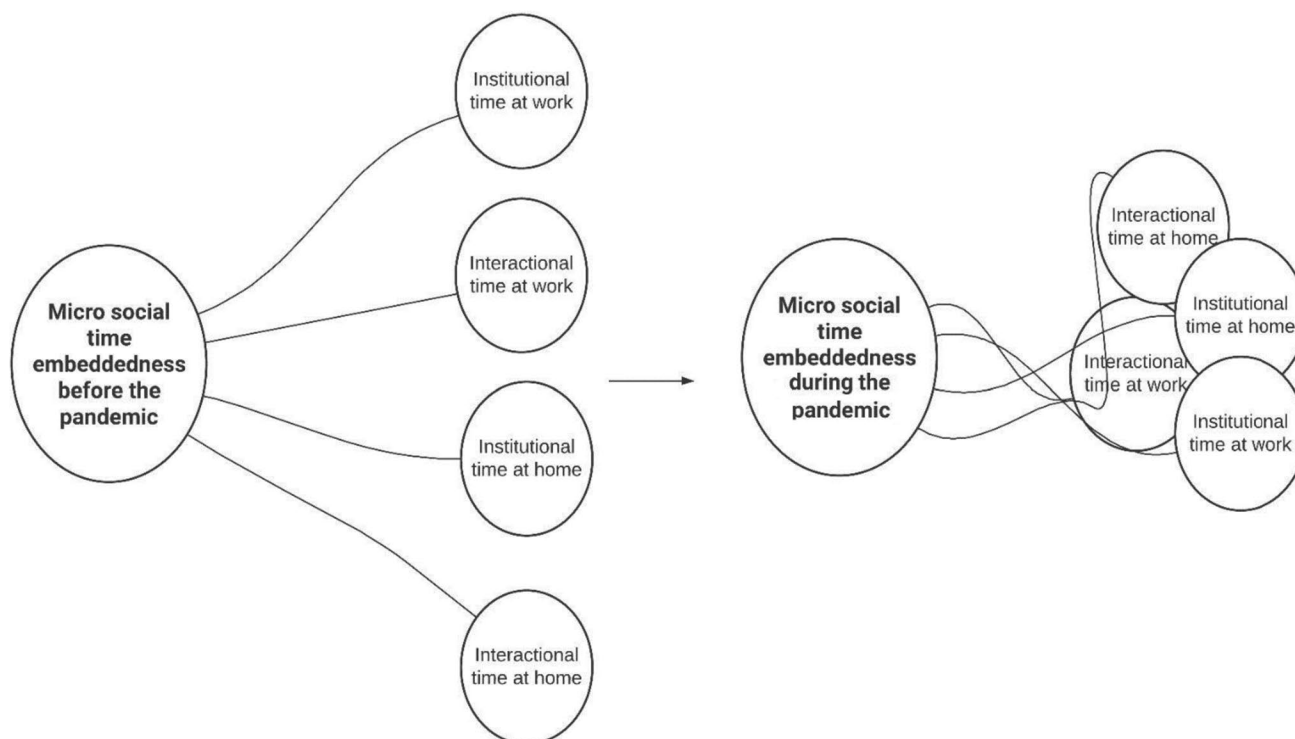 Institutional
time at work
Interactional
time at work
Micro social
time
embeddedness
before the
pandemic
Institutional
time at home
Interactional
time at home
Micro social
time
embeddedness
during the
pandemic
Interactional
time at home
Institutional
time at home
Interactional
time at work
Institutional
time at work